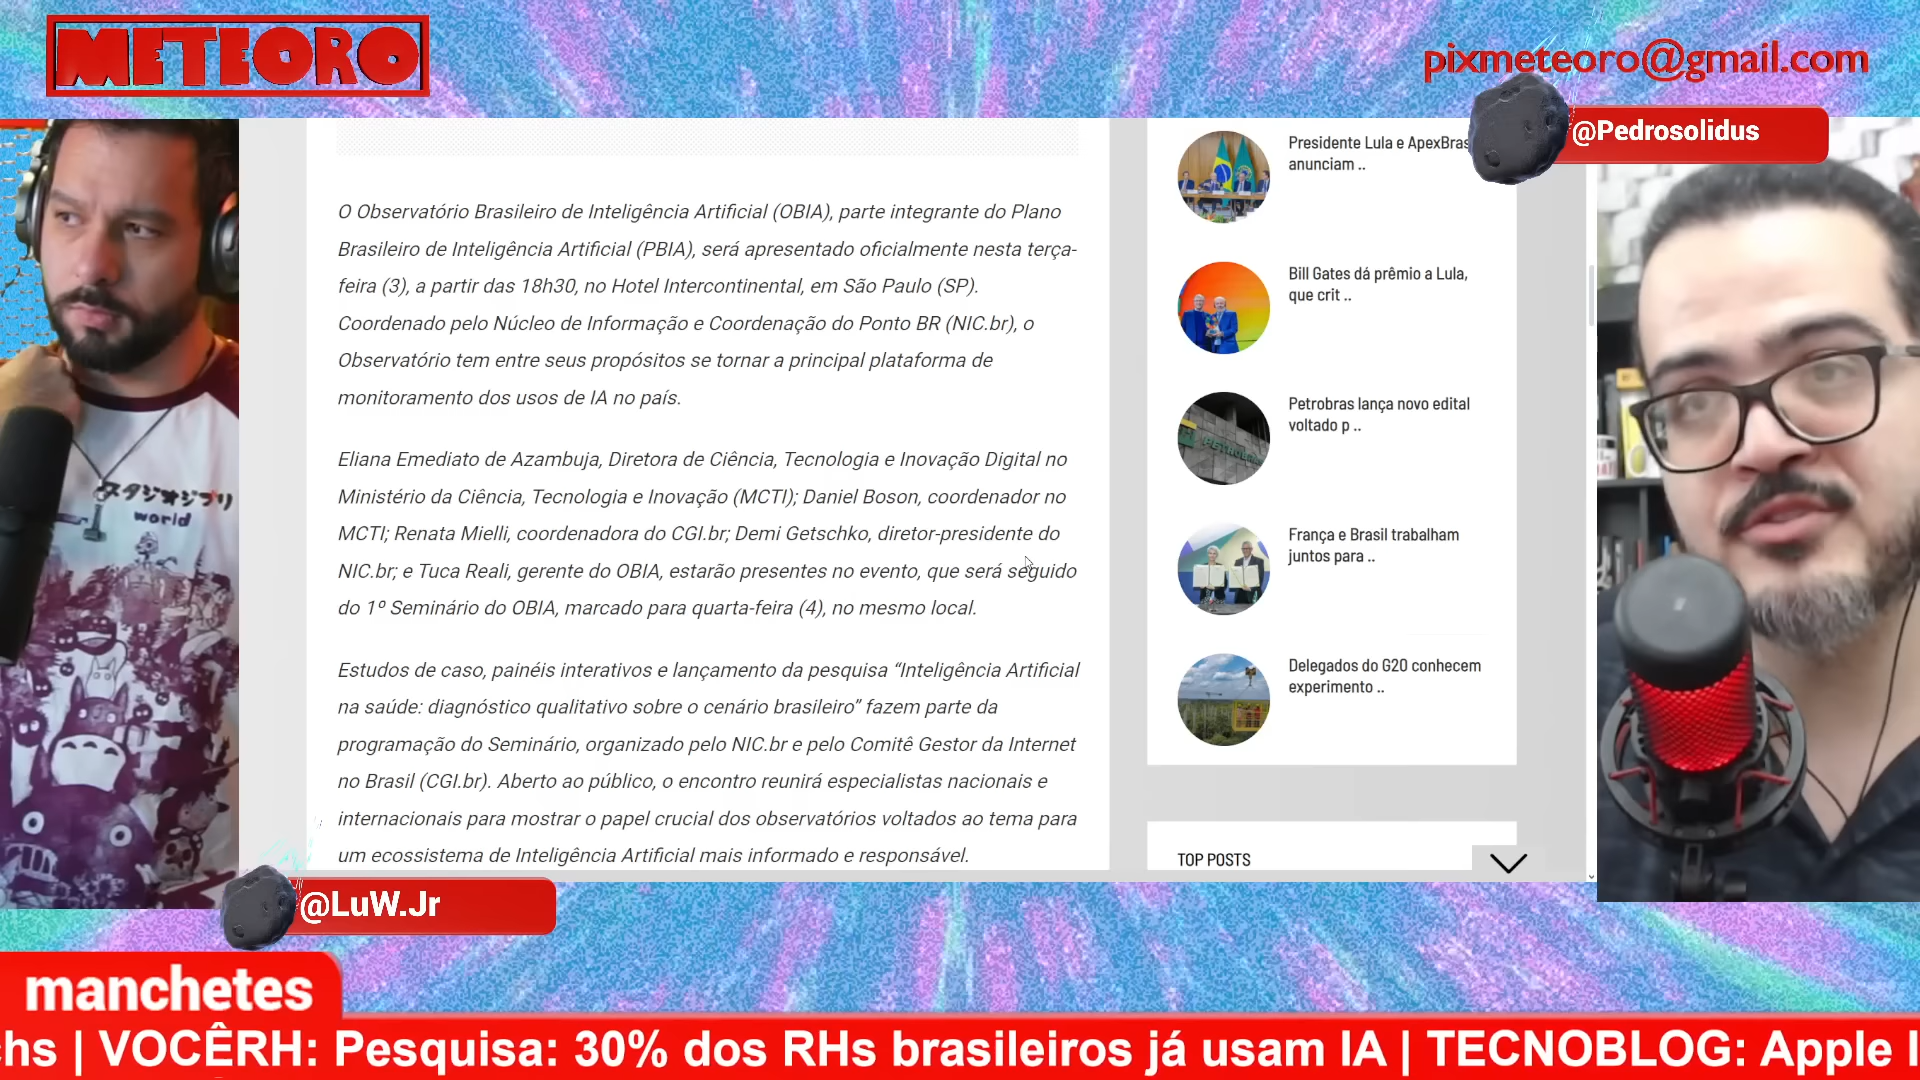 METEORO
pixmeteoro@gmail.com
@Pedrosolidus
O Observatório Brasileiro de Inteligência Artificial (OBIA), parte integrante do Plano
Brasileiro de Inteligência Artificial (PBIA), será apresentado oficialmente nesta terça-
feira (3), a partir das 18h30, no Hotel Intercontinental, em São Paulo (SP).
Coordenado pelo Núcleo de Informação e Coordenação do Ponto BR (NIC.br), o
Observatório tem entre seus propósitos se tornar a principal plataforma de
monitoramento dos usos de IA no país.
Eliana Emediato de Azambuja, Diretora de Ciência, Tecnologia e Inovação Digital no
Ministério da Ciência, Tecnologia e Inovação (MCTI); Daniel Boson, coordenador no
MCTI; Renata Mielli, coordenadora do CGI.br; Demi Getschko, diretor-presidente do
NIC.br; e Tuca Reali, gerente do OBIA, estarão presentes no evento, que será seguido
do 1º Seminário do OBIA, marcado para quarta-feira (4), no mesmo local.
Estudos de caso, painéis interativos e lançamento da pesquisa “Inteligência Artificial
na saúde: diagnóstico qualitativo sobre o cenário brasileiro” fazem parte da
programação do Seminário, organizado pelo NIC.br e pelo Comitê Gestor da Internet
no Brasil (CGI.br). Aberto ao público, o encontro reunirá especialistas nacionais e
internacionais para mostrar o papel crucial dos observatórios voltados ao tema para
um ecossistema de Inteligência Artificial mais informado e responsável.
Presidente Lula e ApexBras
anunciam ..
Bill Gates dá prêmio a Lula,
que crit ..
Petrobras lança novo edital
voltado p ..
PETROBRAS
França e Brasil trabalham
juntos para ..
Delegados do G20 conhecem
experimento ..
TOP POSTS
スタジオジブリ
world
@LuW.Jr
manchetes
chs | VOCÊRH: Pesquisa: 30% dos RHs brasileiros já usam IA | TECNOBLOG: Apple l